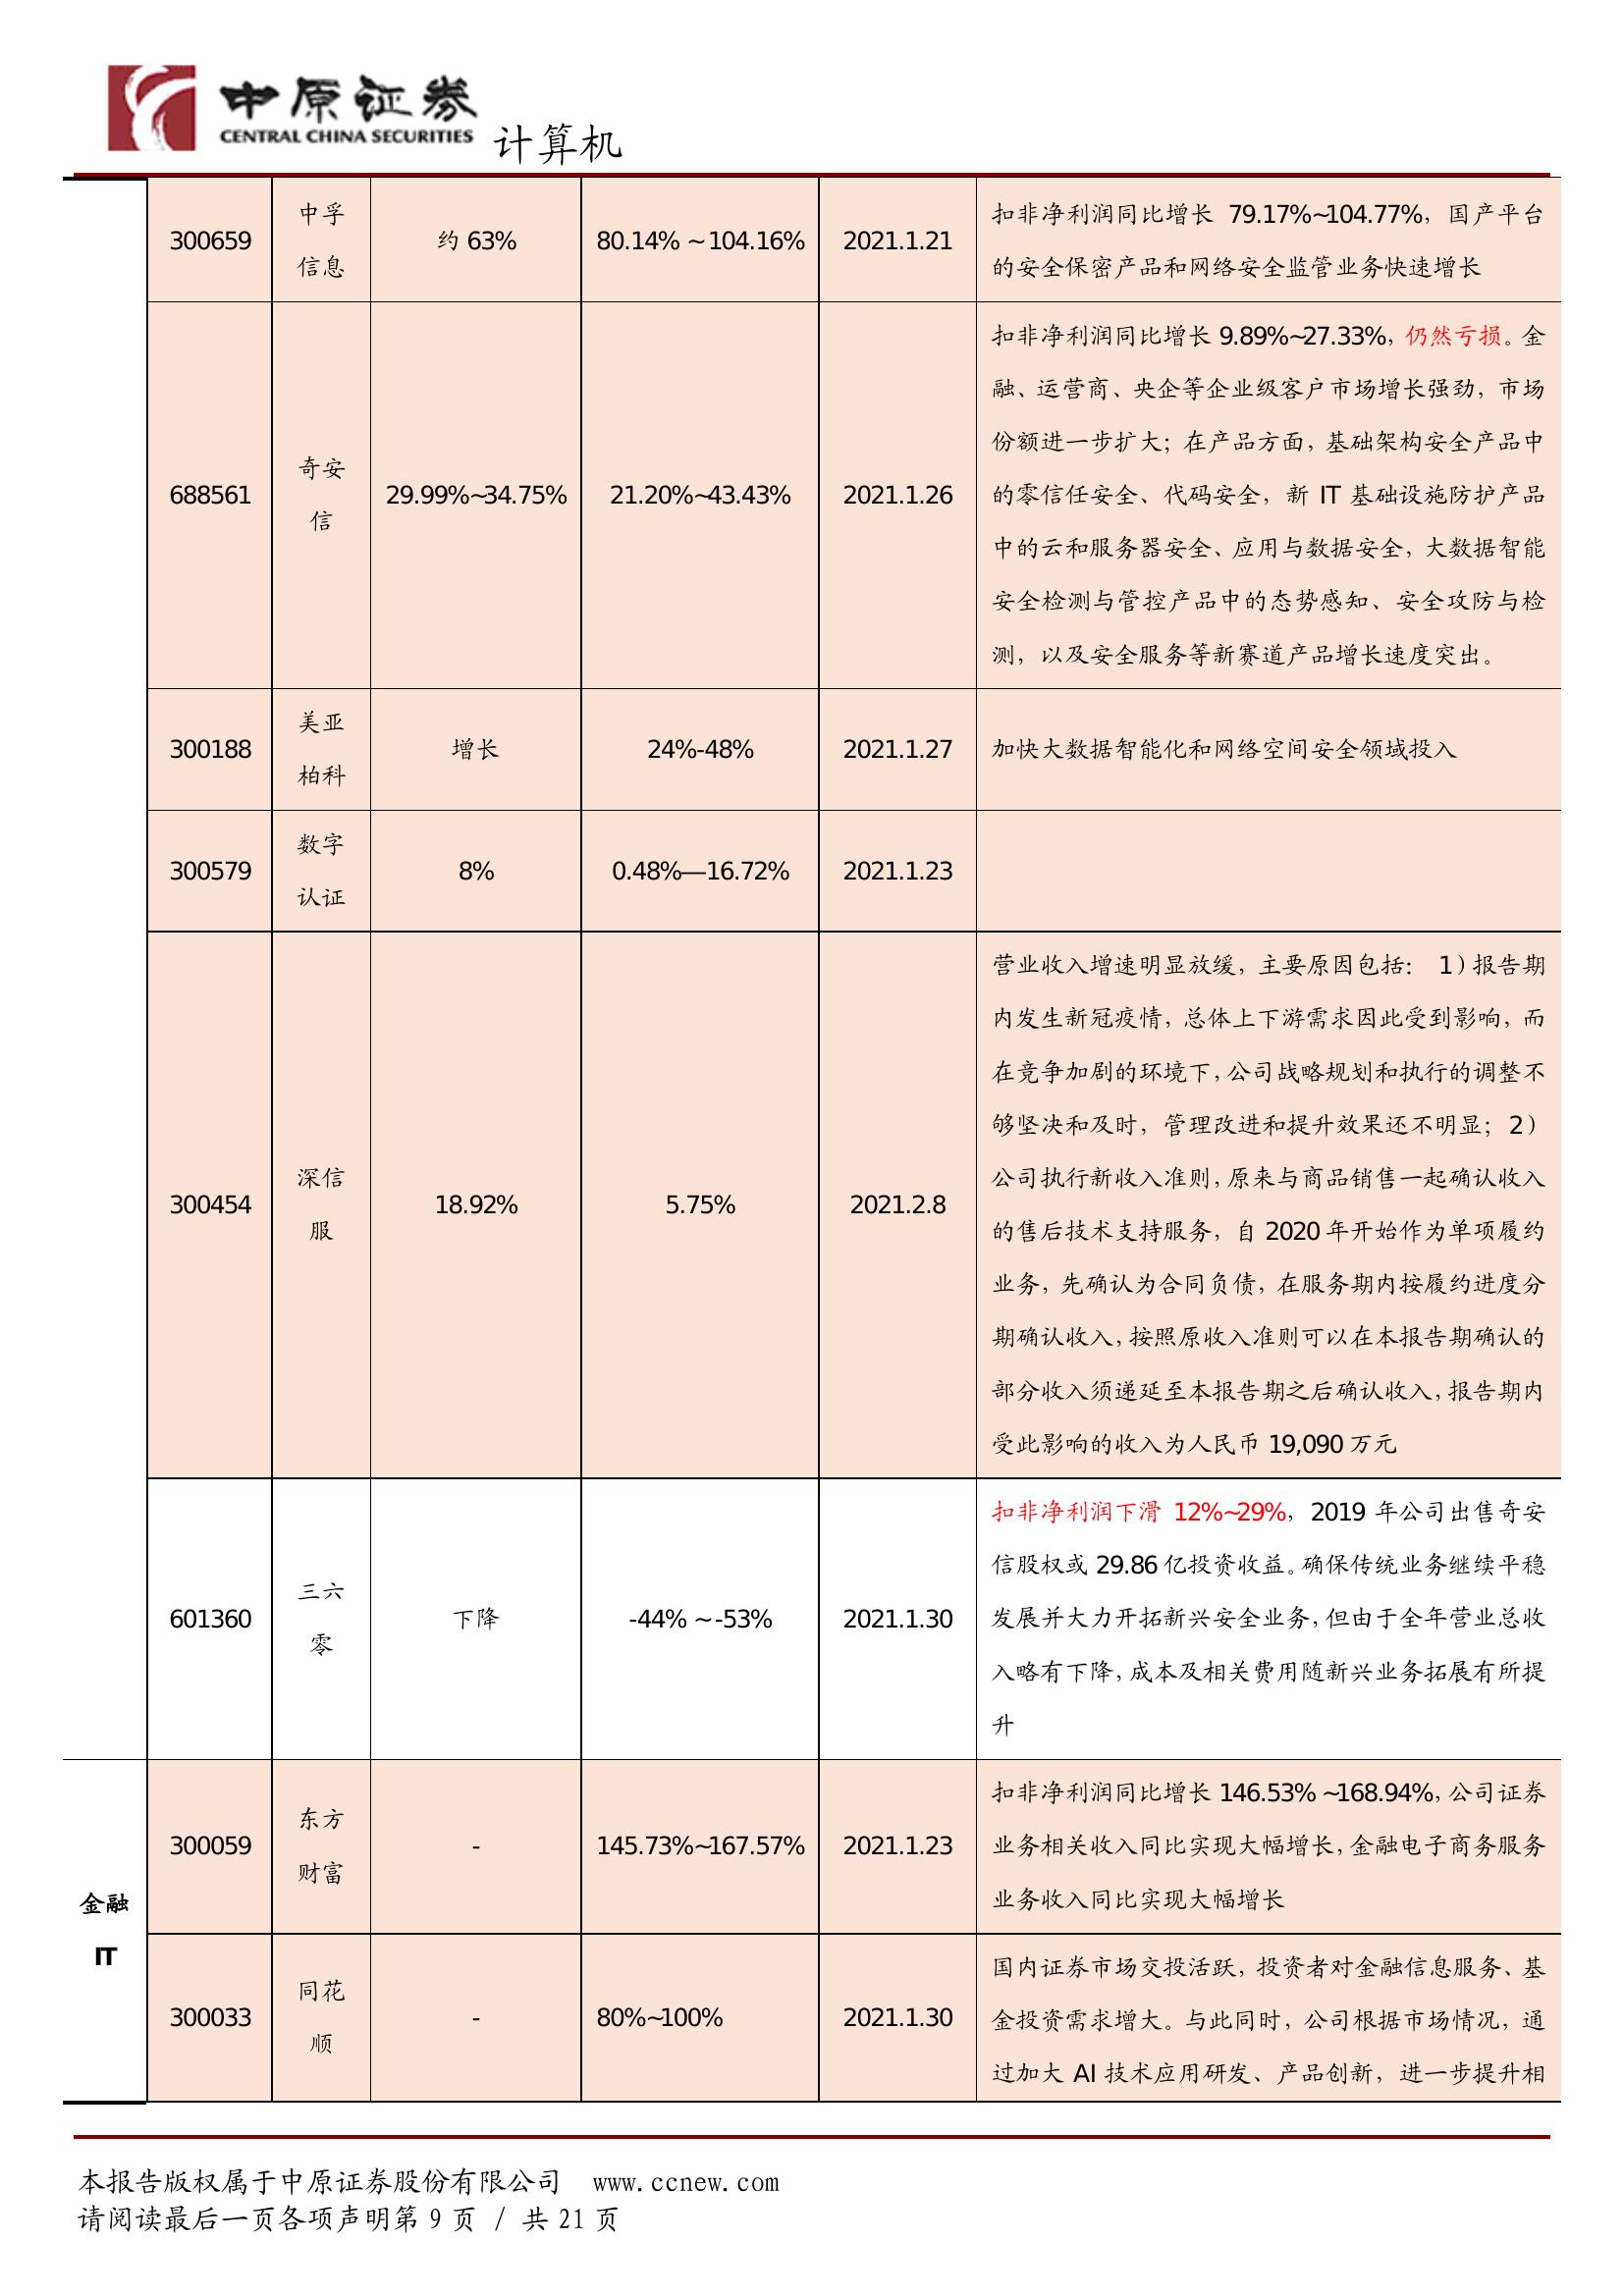 中原证券
CENTRAL CHINA SECURITIES
计算机
300659
中孚
信息
约 63%
80.14% ~ 104.16%
2021.1.21
扣非净利润同比增长 79.17%~104.77%，国产平台
的安全保密产品和网络安全监管业务快速增长
688561
奇安
信
29.99%~34.75%
21.20%~43.43%
2021.1.26
扣非净利润同比增长 9.89%~27.33%，仍然亏损。金
融、运营商、央企等企业级客户市场增长强劲，市场
份额进一步扩大；在产品方面，基础架构安全产品中
的零信任安全、代码安全，新 IT 基础设施防护产品
中的云和服务器安全、应用与数据安全，大数据智能
安全检测与管控产品中的态势感知、安全攻防与检
测，以及安全服务等新赛道产品增长速度突出。
300188
美亚
柏科
增长
24%-48%
2021.1.27
加快大数据智能化和网络空间安全领域投入
300579
数字
认证
8%
0.48%—16.72%
2021.1.23
300454
深信
服
18.92%
5.75%
2021.2.8
营业收入增速明显放缓，主要原因包括： 1）报告期
内发生新冠疫情，总体上下游需求因此受到影响，而
在竞争加剧的环境下，公司战略规划和执行的调整不
够坚决和及时，管理改进和提升效果还不明显；2）
公司执行新收入准则，原来与商品销售一起确认收入
的售后技术支持服务，自 2020 年开始作为单项履约
业务，先确认为合同负债，在服务期内按履约进度分
期确认收入，按照原收入准则可以在本报告期确认的
部分收入须递延至本报告期之后确认收入，报告期内
受此影响的收入为人民币 19,090 万元
601360
三六
零
下降
-44% ~ -53%
2021.1.30
扣非净利润下滑 12%~29%，2019 年公司出售奇安
信股权或 29.86 亿投资收益。确保传统业务继续平稳
发展并大力开拓新兴安全业务，但由于全年营业总收
入略有下降，成本及相关费用随新兴业务拓展有所提
升
金融
IT
300059
东方
财富
-
145.73%~167.57%
2021.1.23
扣非净利润同比增长 146.53% ~168.94%，公司证券
业务相关收入同比实现大幅增长，金融电子商务服务
业务收入同比实现大幅增长
300033
同花
顺
-
80%~100%
2021.1.30
国内证券市场交投活跃，投资者对金融信息服务、基
金投资需求增大。与此同时，公司根据市场情况，通
过加大 AI 技术应用研发、产品创新，进一步提升相
本报告版权属于中原证券股份有限公司 www.ccnew.com
请阅读最后一页各项声明第 9 页 / 共 21 页